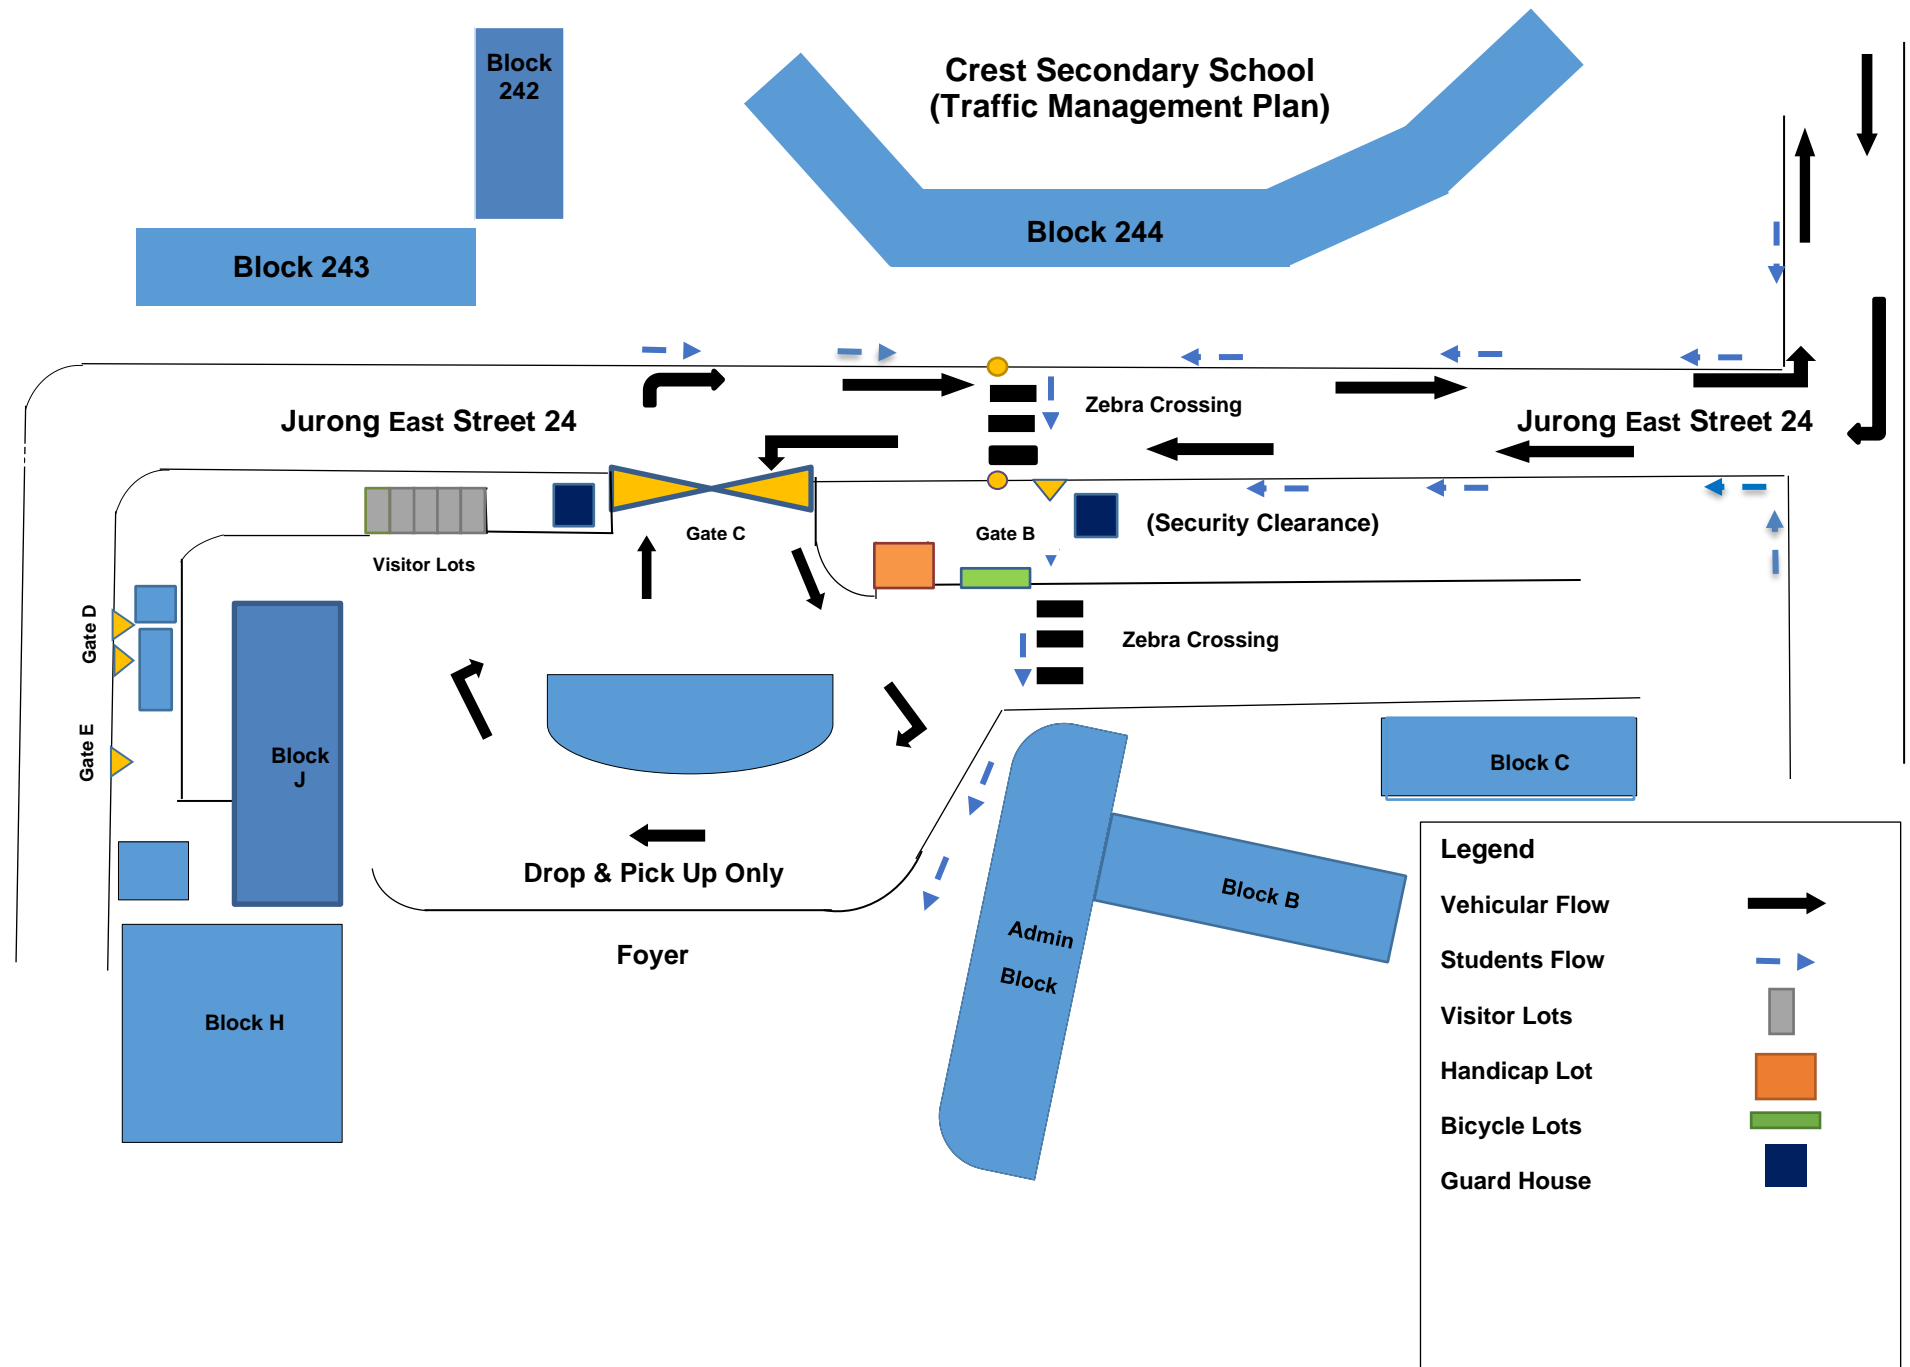 Block
242
Crest Secondary School
(Traffic Management Plan)
Block 244
Block 243
Zebra Crossing
Jurong East Street 24
Jurong East Street 24
Gate C
Gate B
(Security Clearance)
Visitor Lots
Gate D
Zebra Crossing
Gate E
Block
J
Block C
Drop & Pick Up Only
Block B
Admin
Block
Foyer
Block H
Legend
Vehicular Flow
Students Flow
Visitor Lots
Handicap Lot
Bicycle Lots
Guard House